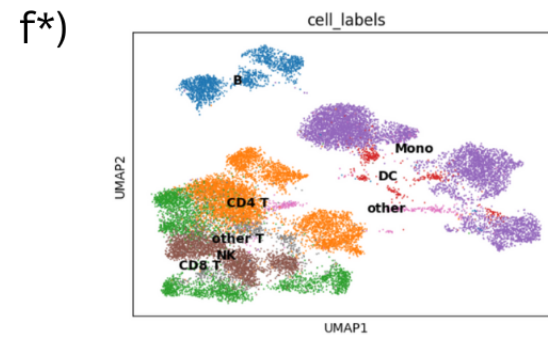 f*)
cell_labels
B
Mono
DC
CD4 T
other
other T
NK
CD8 T
UMAP2
UMAP1